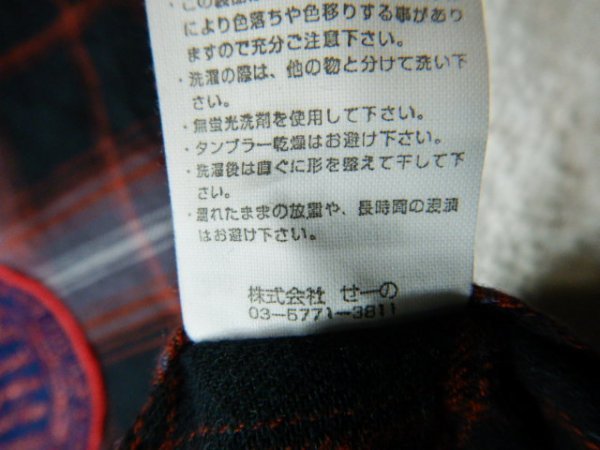 により色落ちや色移りする事があり
ますので充分ご注意下さい。
・洗濯の際は、他の物と分けて洗い下
さい。
・無蛍光洗剤を使用して下さい。
・タンブラー乾燥はお避け下さい。
・洗濯後は直ぐに形を整えて干して下
さい。
・濡れたままの放置や、長時間の浸漬
はお避け下さい。
株式会社 せーの
03-5771-3811